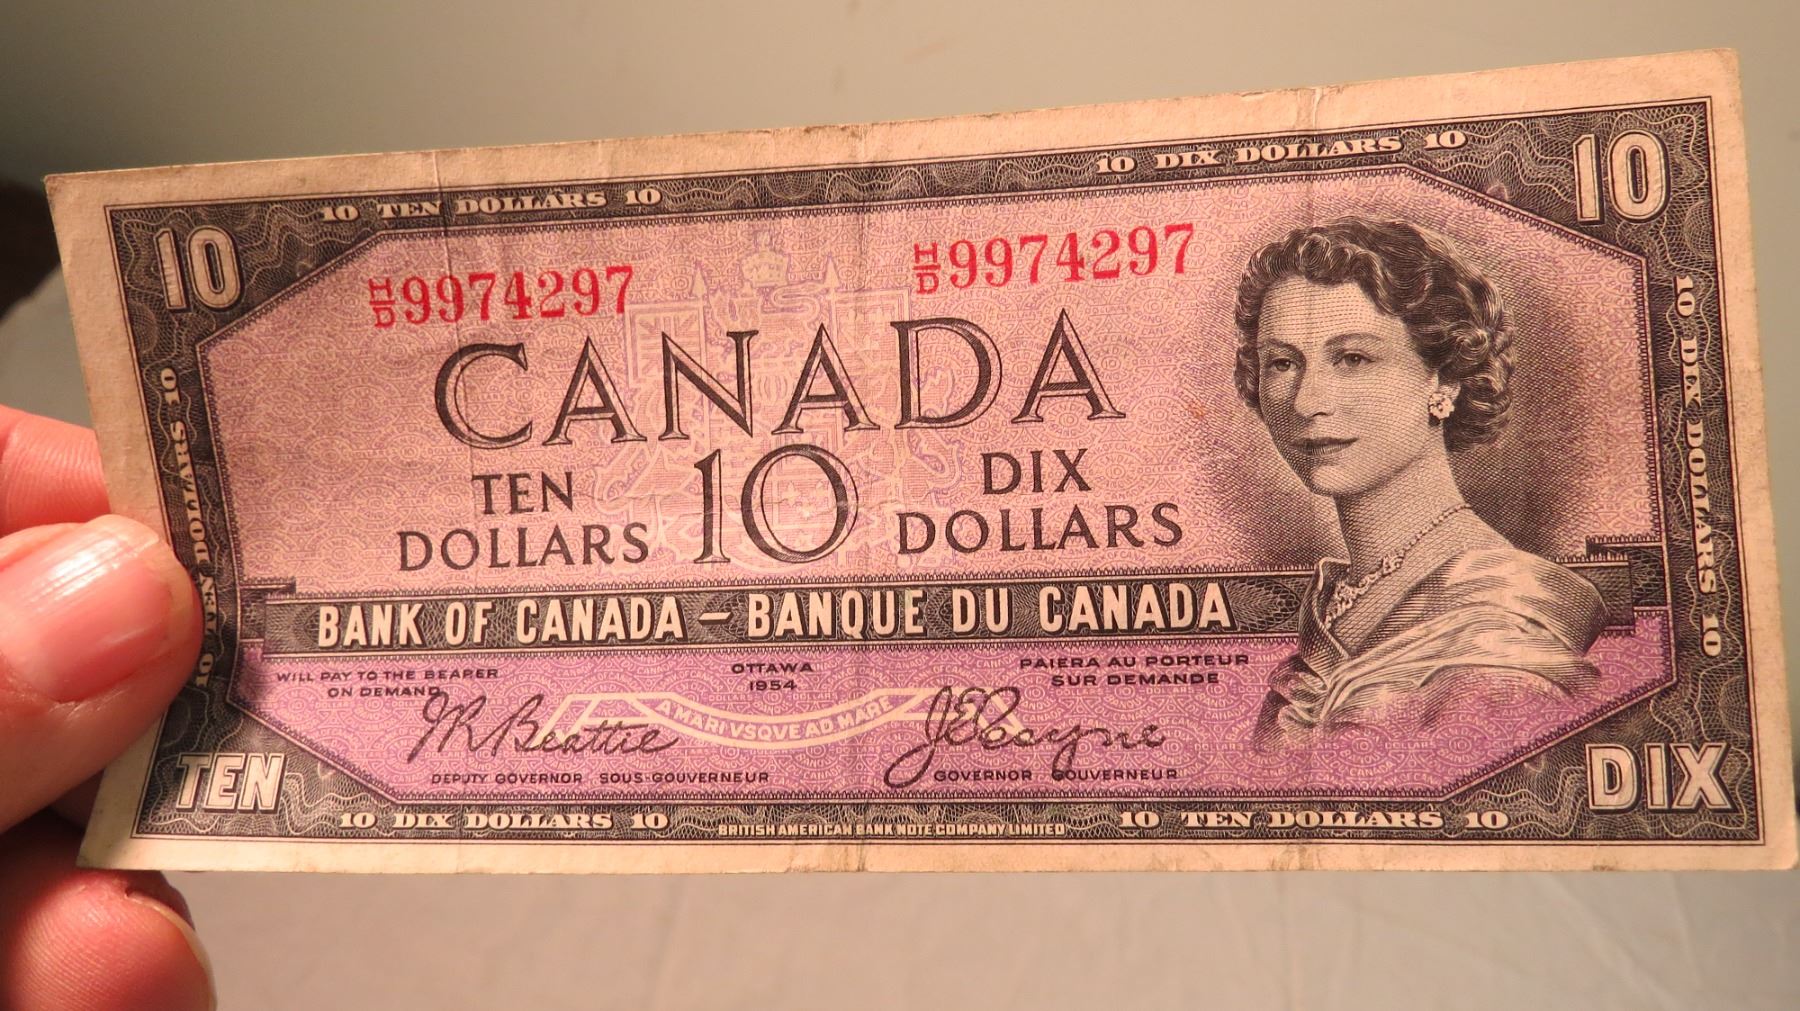 10 TEN DOLLARS 10
10 DIX DOLLARS 10
10
10
H/D 9974297
H/D 9974297
CANADA
TEN DOLLARS
10
DIX DOLLARS
BANK OF CANADA – BANQUE DU CANADA
WILL PAY TO THE BEARER
ON DEMAND
OTTAWA
1954
PAIERA AU PORTEUR
SUR DEMANDE
JR Beattie
A MARI VSQVE AD MARE
JECoyne
DEPUTY GOVERNOR SOUS-GOUVERNEUR
GOVERNOR GOUVERNEUR
TEN
DIX
10 DIX DOLLARS 10
BRITISH AMERICAN BANK NOTE COMPANY LIMITED
10 TEN DOLLARS 10
10 TEN DOLLARS 10
10 DIX DOLLARS 10